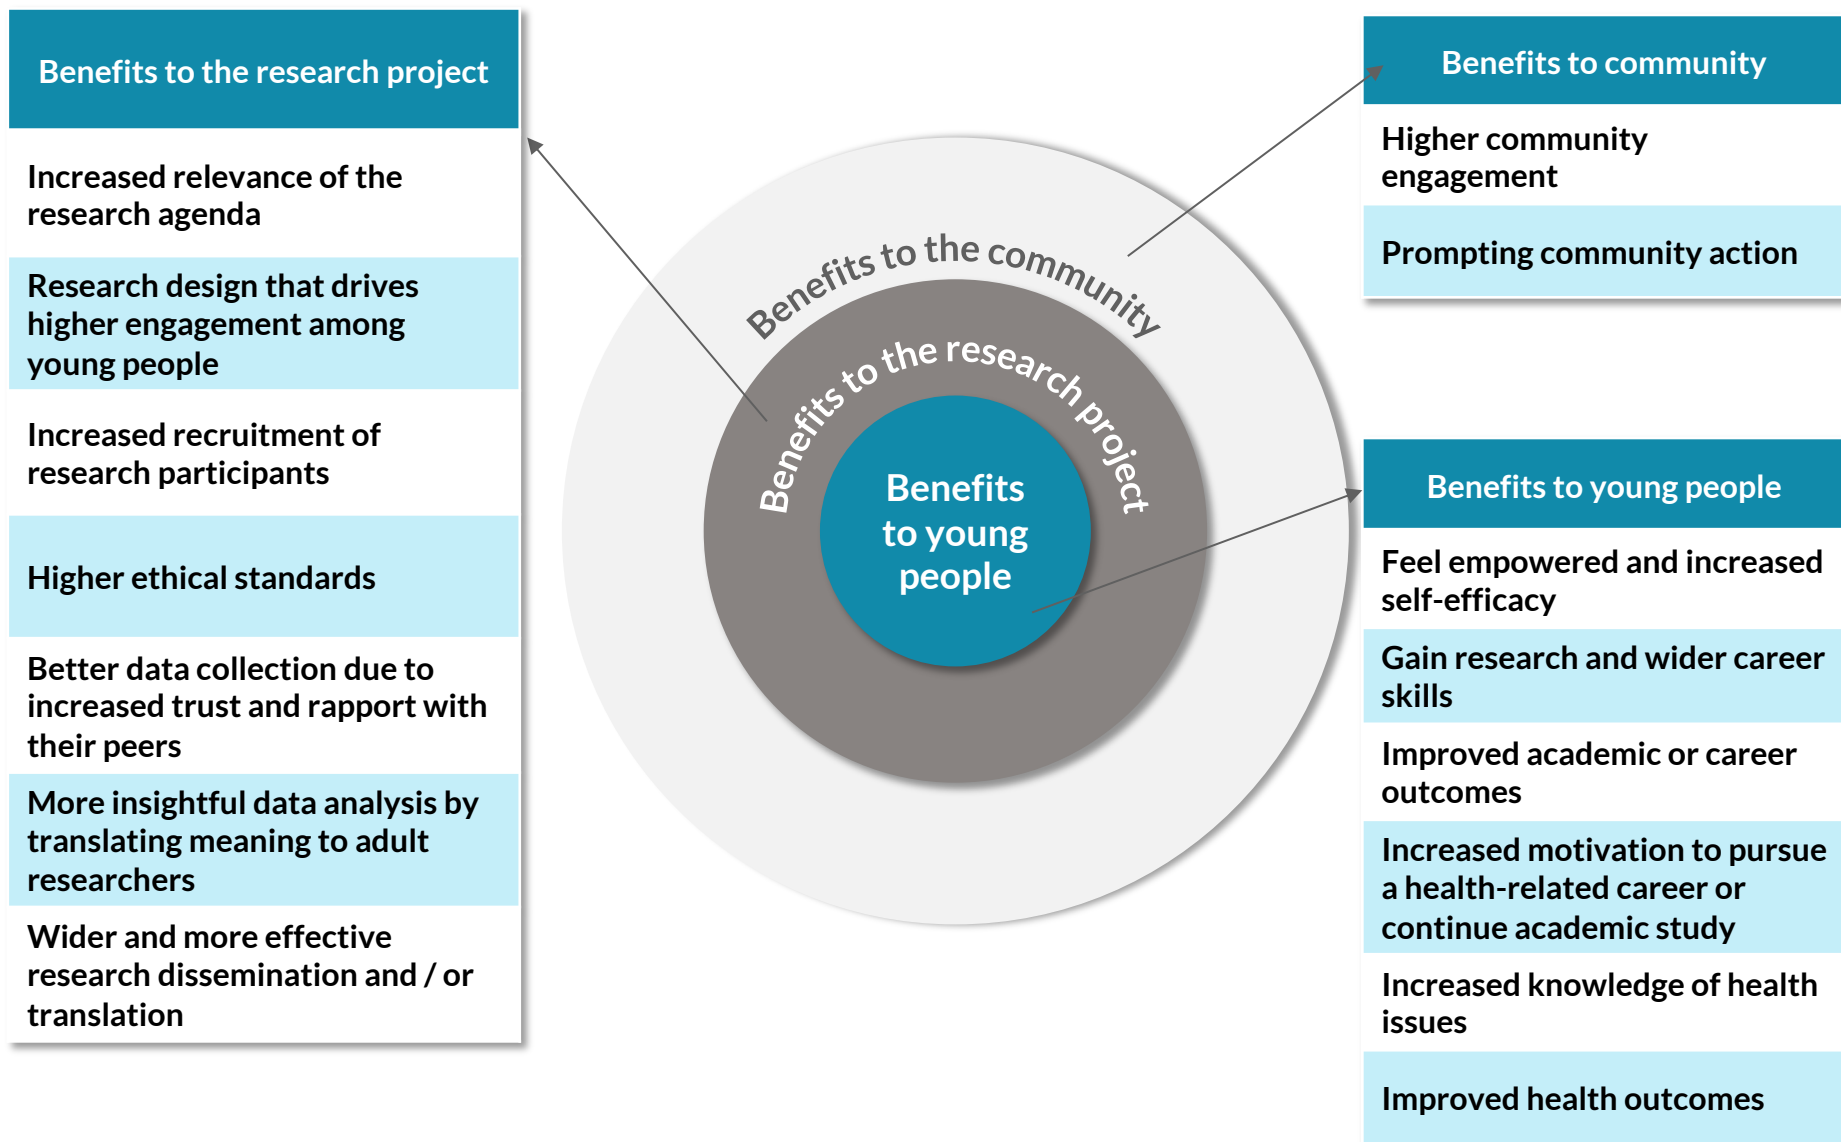 Benefits to the research project
Increased relevance of the
research agenda
Research design that drives
higher engagement among
young people
Increased recruitment of
research participants
Higher ethical standards
Better data collection due to
increased trust and rapport with
their peers
More insightful data analysis by
translating meaning to adult
researchers
Wider and more effective
research dissemination and / or
translation
Benefits to the community
Benefits to the research project
Benefits
to young
people
Benefits to community
Higher community
engagement
Prompting community action
Benefits to young people
Feel empowered and increased
self-efficacy
Gain research and wider career
skills
Improved academic or career
outcomes
Increased motivation to pursue
a health-related career or
continue academic study
Increased knowledge of health
issues
Improved health outcomes